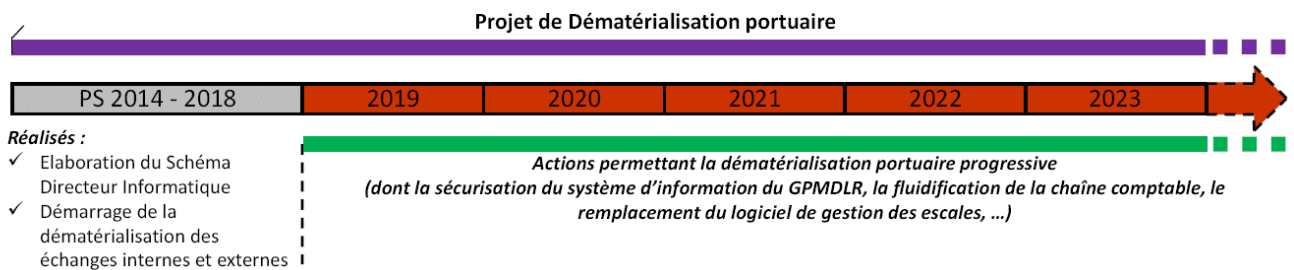 Projet de Dématérialisation portuaire
PS 2014 - 2018
2019
2020
2021
2022
2023
Réalisés :
✓ Elaboration du Schéma
Directeur Informatique
✓ Démarrage de la
dématérialisation des
échanges internes et externes
Actions permettant la dématérialisation portuaire progressive
(dont la sécurisation du système d’information du GPMDLR, la fluidification de la chaîne comptable, le
remplacement du logiciel de gestion des escales, …)